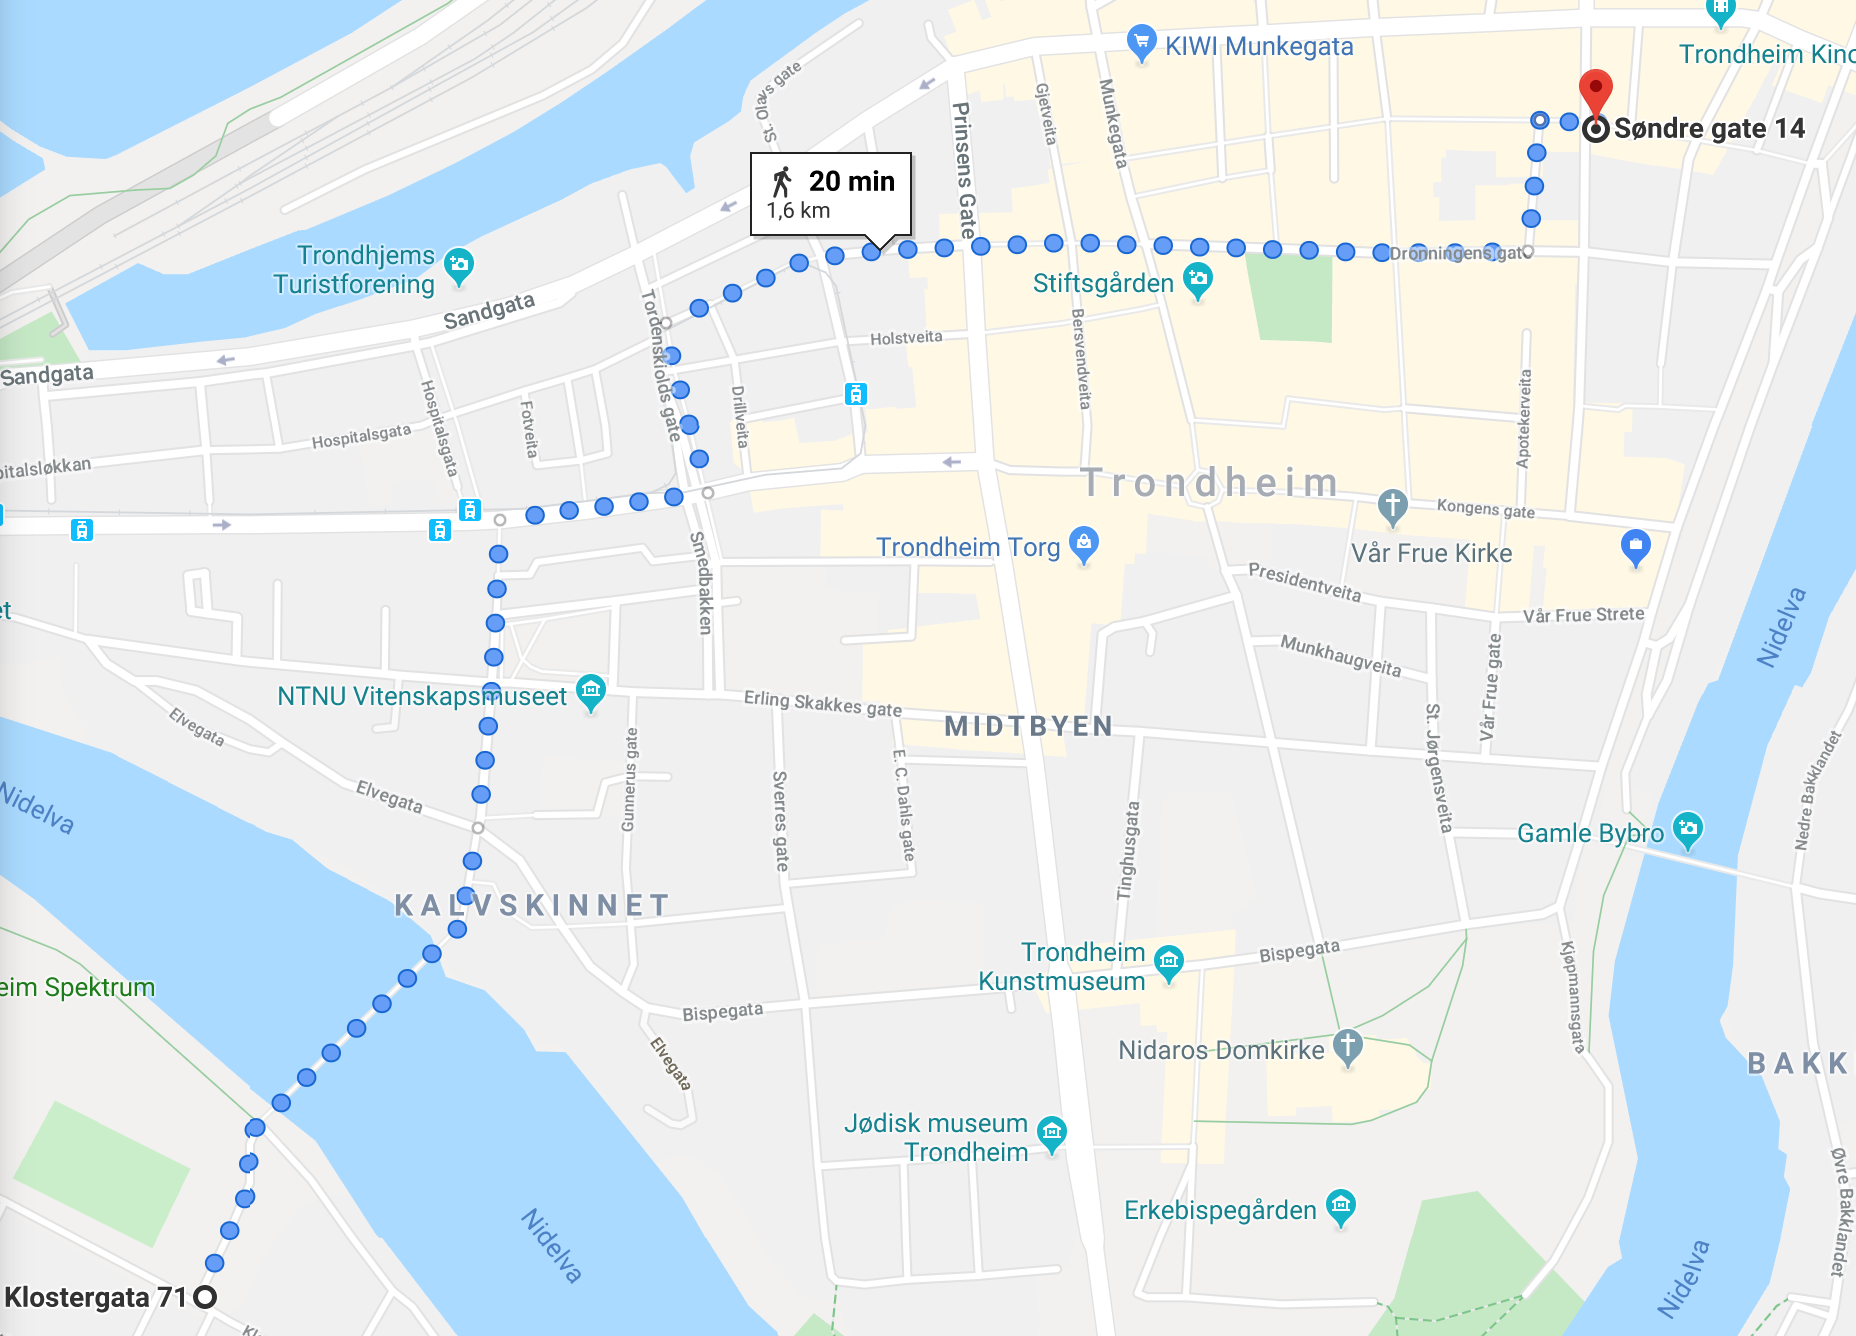 KIWI Munkegata
Trondheim Kino
Søndre gate 14
St. Olavs gate
Gjetveita
Munkegata
Prinsens Gate
20 min
1,6 km
Trondhjems
Turistforening
Sandgata
Sandgata
Stiftsgården
Dronningens gate
Tordenskiolds gate
Holstveita
Bersvendveita
Drillveita
Hospitalsgata
Hospitalsgata
Fotveita
Apotekerveita
Trondheim
Kongens gate
Vår Frue Kirke
Trondheim Torg
Smedbakken
Presidentveita
Vår Frue Strete
Munkhaugveita
Vår Frue gate
St. Jørgensveita
Nidelva
NTNU Vitenskapsmuseet
Erling Skakkes gate
MIDTBYEN
Elvegata
Elvegata
Gunnerus gate
Sverres gate
E. C. Dahls gate
Tinghusgata
Gamle Bybro
Nedre Bakklandet
Nidelva
KALVSKINNET
Trondheim
Kunstmuseum
Bispegata
Bispegata
Kjøpmannsgata
eim Spektrum
Elvegata
Nidaros Domkirke
BAKK
Jødisk museum
Trondheim
Erkebispegården
Øvre Bakklandet
Nidelva
Nidelva
Klostergata 71